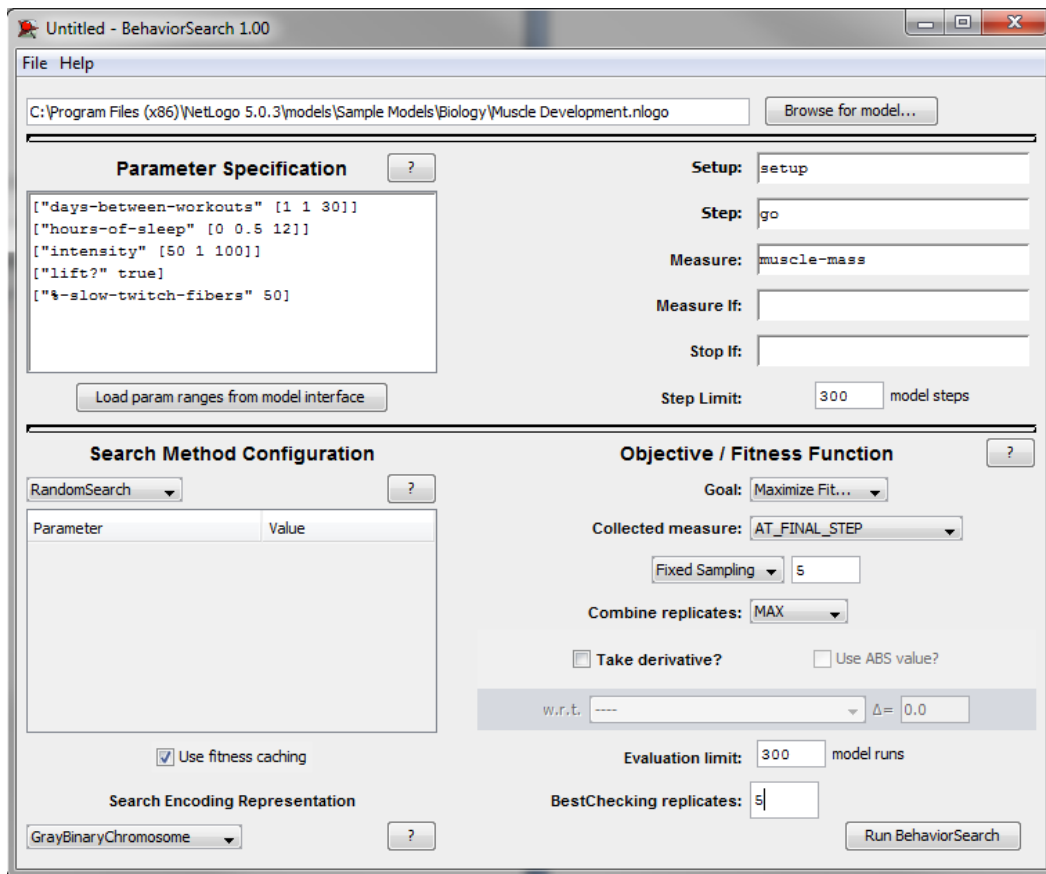 Untitled - BehaviorSearch 1.00
File Help
C:\Program Files (x86)\NetLogo 5.0.3\models\Sample Models\Biology\Muscle Development.nlogo
Browse for model...
Parameter Specification
?
["days-between-workouts" [1 1 30]]
["hours-of-sleep" [0 0.5 12]]
["intensity" [50 1 100]]
["lift?" true]
["%-slow-twitch-fibers" 50]
Load param ranges from model interface
Setup: setup
Step: go
Measure: muscle-mass
Measure If:
Stop If:
Step Limit: 300 model steps
Search Method Configuration
RandomSearch
?
Parameter Value
Use fitness caching
Search Encoding Representation
GrayBinaryChromosome
?
Objective / Fitness Function
?
Goal: Maximize Fit...
Collected measure: AT_FINAL_STEP
Fixed Sampling 5
Combine replicates: MAX
Take derivative? Use ABS value?
w.r.t. ---- Δ= 0.0
Evaluation limit: 300 model runs
BestChecking replicates: 5
Run BehaviorSearch